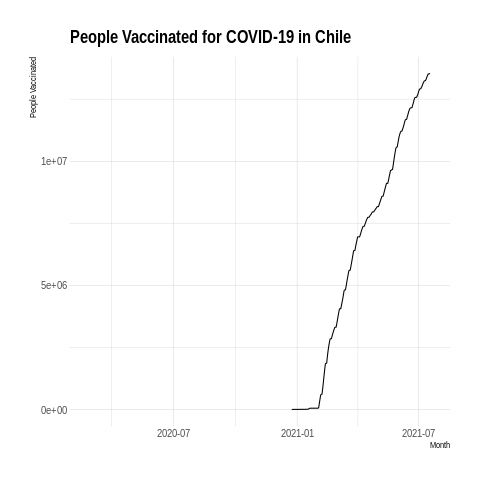 People Vaccinated for COVID-19 in Chile
People Vaccinated
1e+07
5e+06
0e+00
2020-07 2021-01 2021-07
Month